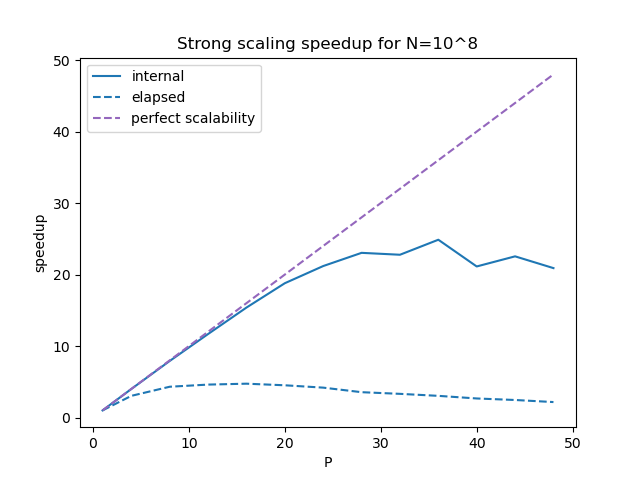 Strong scaling speedup for N=10^8
internal
elapsed
perfect scalability
speedup
50
40
30
20
10
0
0 10 20 30 40 50
P